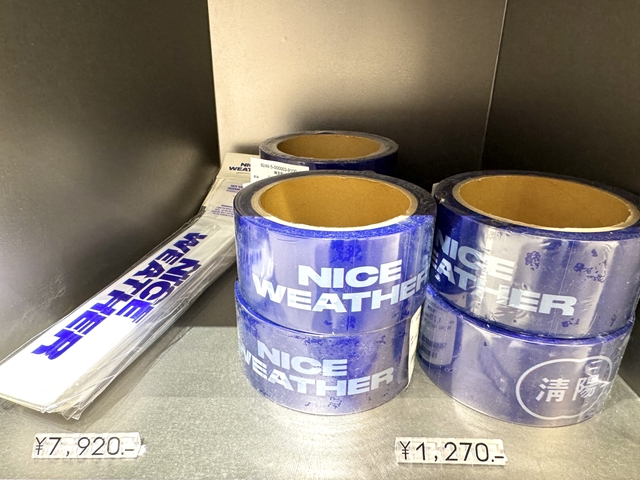 NICE
WEATHER
NICE
WEATHER
NICE
WEATHER
NICE
WEATHER
清陽
¥7,920.-
¥1,270.-